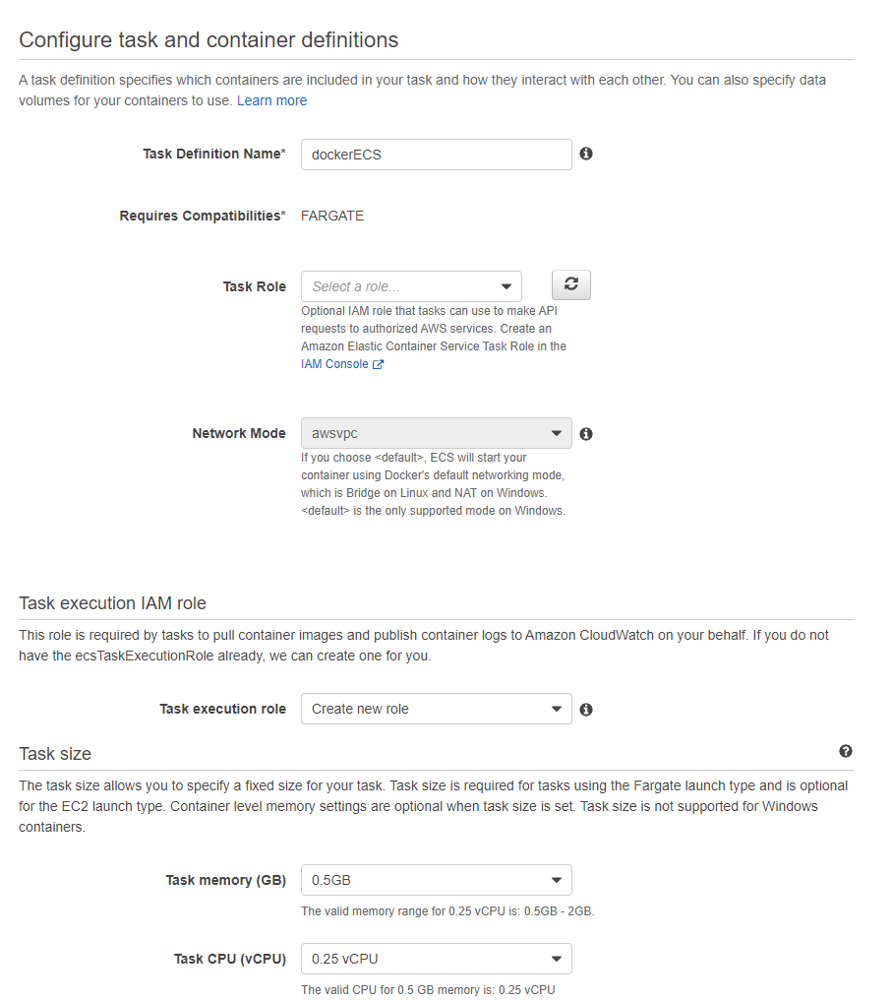 Configure task and container definitions
A task definition specifies which containers are included in your task and how they interact with each other. You can also specify data
volumes for your containers to use. Learn more
Task Definition Name* dockerECS
Requires Compatibilities* FARGATE
Task Role Select a role...
Optional IAM role that tasks can use to make API
requests to authorized AWS services. Create an
Amazon Elastic Container Service Task Role in the
IAM Console
Network Mode awsvpc
If you choose <default>, ECS will start your
container using Docker's default networking mode,
which is Bridge on Linux and NAT on Windows.
<default> is the only supported mode on Windows.
Task execution IAM role
This role is required by tasks to pull container images and publish container logs to Amazon CloudWatch on your behalf. If you do not
have the ecsTaskExecutionRole already, we can create one for you.
Task execution role Create new role
Task size
The task size allows you to specify a fixed size for your task. Task size is required for tasks using the Fargate launch type and is optional
for the EC2 launch type. Container level memory settings are optional when task size is set. Task size is not supported for Windows
containers.
Task memory (GB) 0.5GB
The valid memory range for 0.25 vCPU is: 0.5GB - 2GB.
Task CPU (vCPU) 0.25 vCPU
The valid CPU for 0.5 GB memory is: 0.25 vCPU